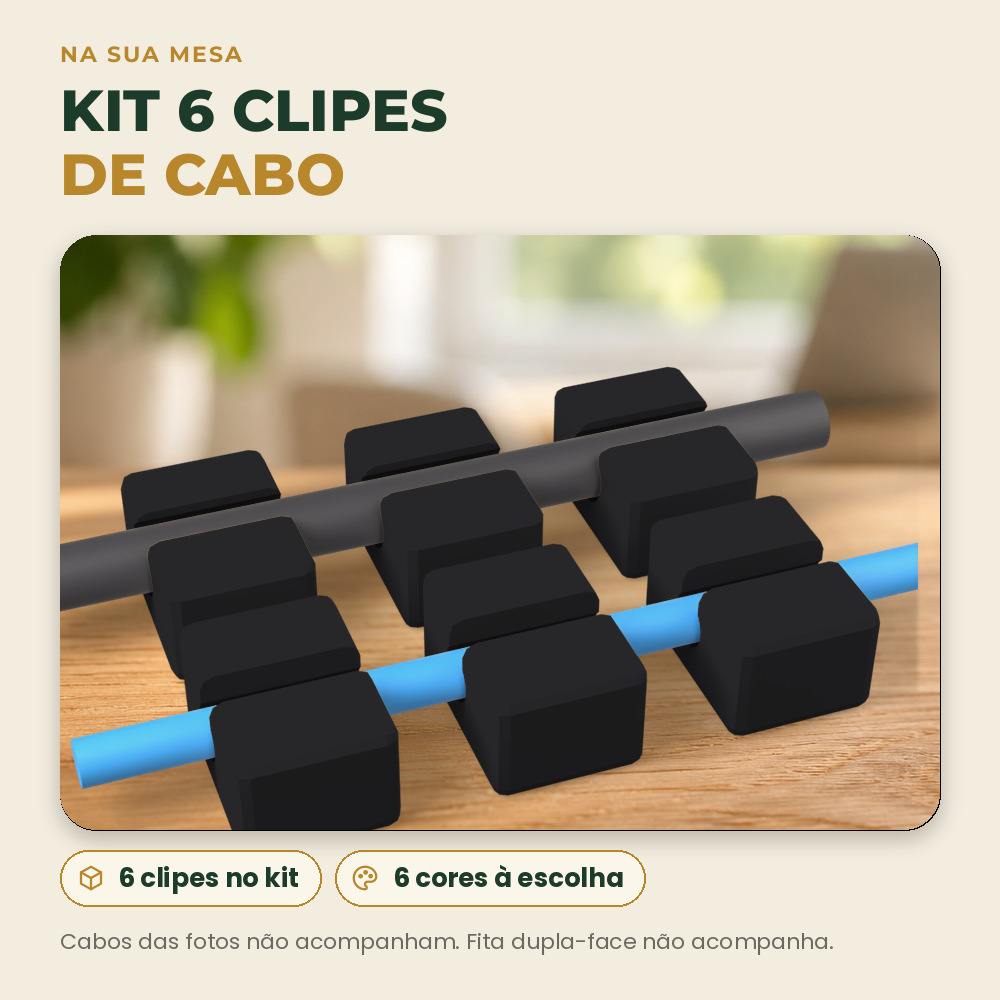 NA SUA MESA
KIT 6 CLIPES
DE CABO
6 clipes no kit
6 cores à escolha
Cabos das fotos não acompanham. Fita dupla-face não acompanha.